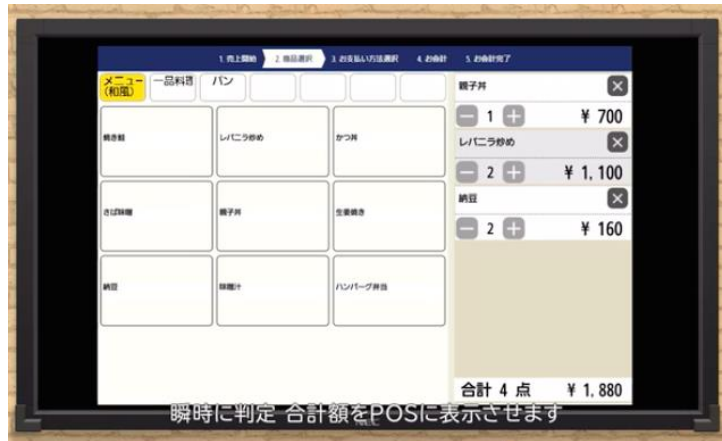 1. 売上開始 2. 商品選択 3. お支払い方法選択 4. お会計 5. お会計完了
メニュー
(和風)
一品料理
パン
親子丼
1 ¥ 700
レバニラ炒め
2 ¥ 1,100
納豆
2 ¥ 160
焼き鮭
レバニラ炒め
かつ丼
さば味噌
親子丼
生姜焼き
納豆
味噌汁
ハンバーグ弁当
合計 4 点 ¥ 1,880
瞬時に判定 合計額をPOSに表示させます
NEC